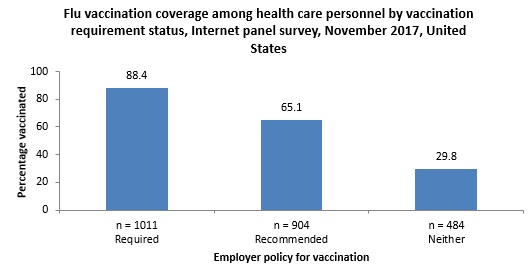 Flu vaccination coverage among health care personnel by vaccination
requirement status, Internet panel survey, November 2017, United
States
Percentage vaccinated
100
80
60
40
20
0
88.4
65.1
29.8
n = 1011
Required
n = 904
Recommended
n = 484
Neither
Employer policy for vaccination